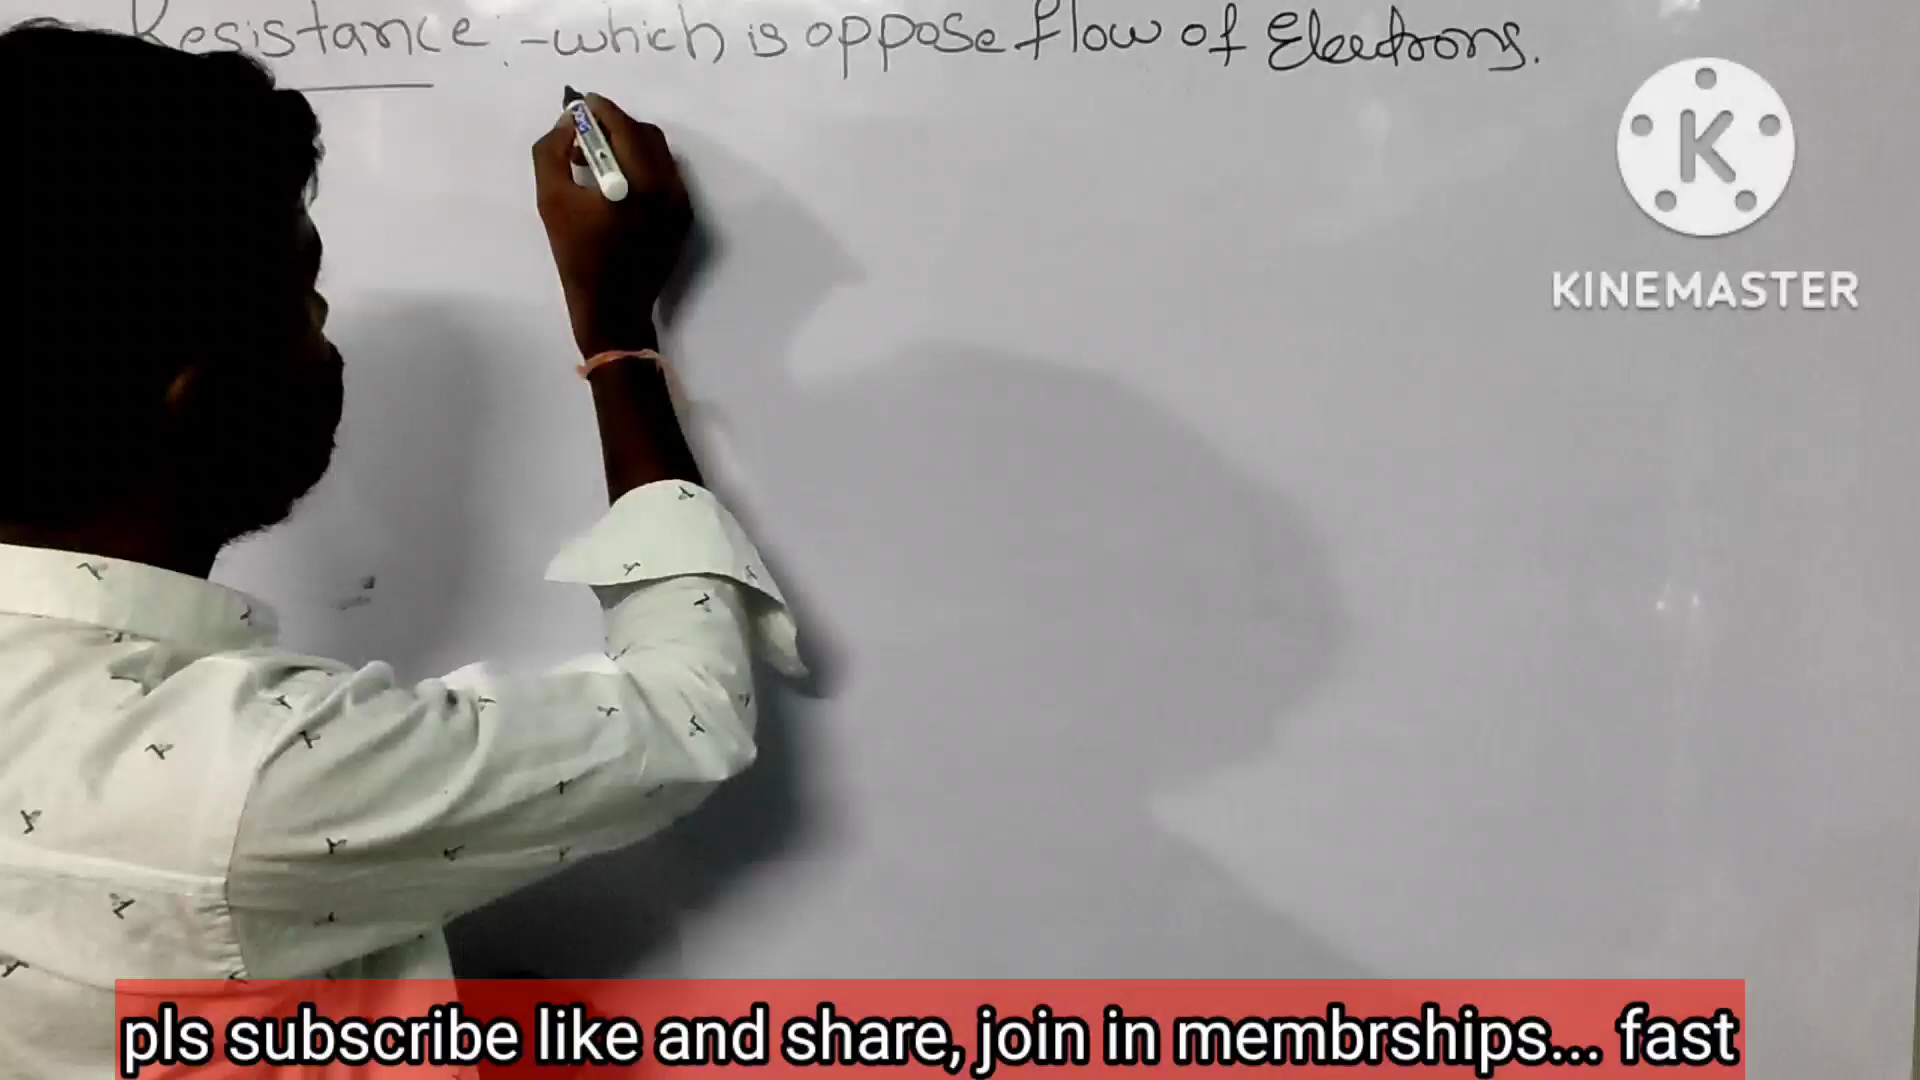 Resistance :- which is oppose flow of Electrons.
K
KINEMASTER
pls subscribe like and share, join in membrships... fast